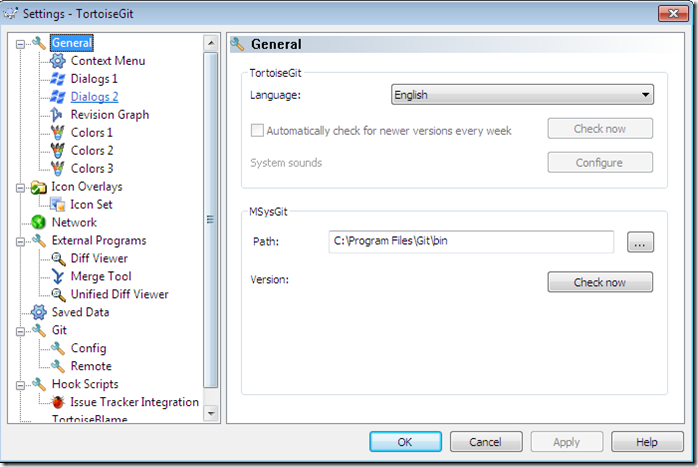 Settings - TortoiseGit
General
Context Menu
Dialogs 1
Dialogs 2
Revision Graph
Colors 1
Colors 2
Colors 3
Icon Overlays
Icon Set
Network
External Programs
Diff Viewer
Merge Tool
Unified Diff Viewer
Saved Data
Git
Config
Remote
Hook Scripts
Issue Tracker Integration
TortoiseBlame
General
TortoiseGit
Language: English
Automatically check for newer versions every week Check now
System sounds Configure
MSysGit
Path: C:\Program Files\Git\bin ...
Version: Check now
OK Cancel Apply Help